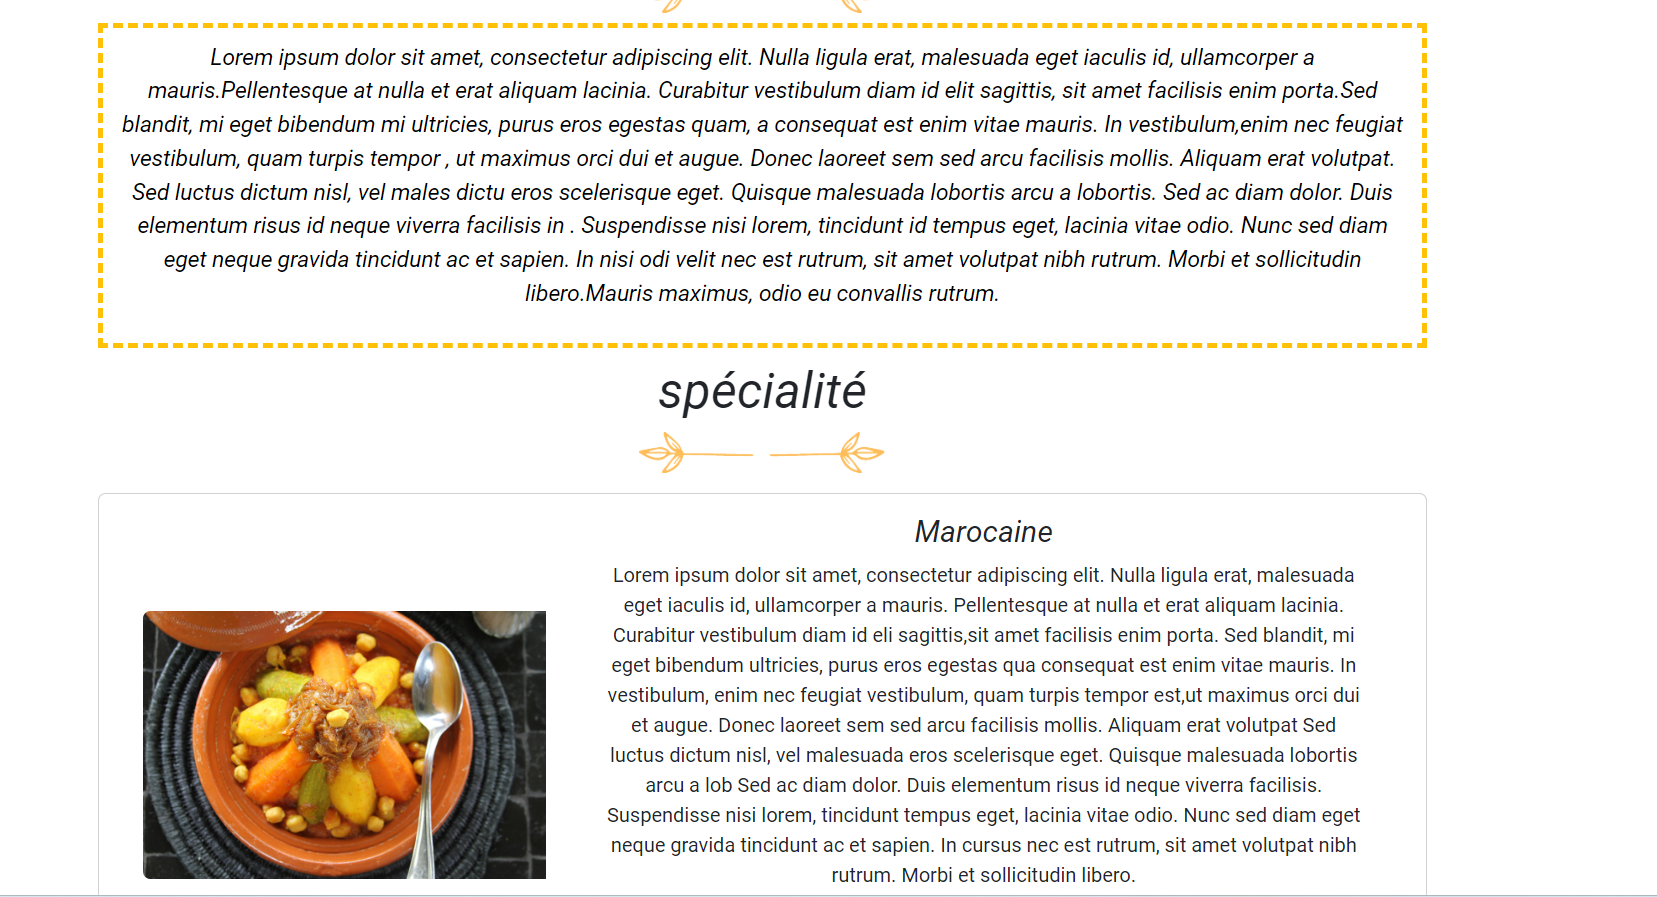 Lorem ipsum dolor sit amet, consectetur adipiscing elit. Nulla ligula erat, malesuada eget iaculis id, ullamcorper a
mauris.Pellentesque at nulla et erat aliquam lacinia. Curabitur vestibulum diam id elit sagittis, sit amet facilisis enim porta.Sed
blandit, mi eget bibendum mi ultricies, purus eros egestas quam, a consequat est enim vitae mauris. In vestibulum,enim nec feugiat
vestibulum, quam turpis tempor , ut maximus orci dui et augue. Donec laoreet sem sed arcu facilisis mollis. Aliquam erat volutpat.
Sed luctus dictum nisl, vel males dictu eros scelerisque eget. Quisque malesuada lobortis arcu a lobortis. Sed ac diam dolor. Duis
elementum risus id neque viverra facilisis in . Suspendisse nisi lorem, tincidunt id tempus eget, lacinia vitae odio. Nunc sed diam
eget neque gravida tincidunt ac et sapien. In nisi odi velit nec est rutrum, sit amet volutpat nibh rutrum. Morbi et sollicitudin
libero.Mauris maximus, odio eu convallis rutrum.
spécialité
Marocaine
Lorem ipsum dolor sit amet, consectetur adipiscing elit. Nulla ligula erat, malesuada
eget iaculis id, ullamcorper a mauris. Pellentesque at nulla et erat aliquam lacinia.
Curabitur vestibulum diam id eli sagittis,sit amet facilisis enim porta. Sed blandit, mi
eget bibendum ultricies, purus eros egestas qua consequat est enim vitae mauris. In
vestibulum, enim nec feugiat vestibulum, quam turpis tempor est,ut maximus orci dui
et augue. Donec laoreet sem sed arcu facilisis mollis. Aliquam erat volutpat Sed
luctus dictum nisl, vel malesuada eros scelerisque eget. Quisque malesuada lobortis
arcu a lob Sed ac diam dolor. Duis elementum risus id neque viverra facilisis.
Suspendisse nisi lorem, tincidunt tempus eget, lacinia vitae odio. Nunc sed diam eget
neque gravida tincidunt ac et sapien. In cursus nec est rutrum, sit amet volutpat nibh
rutrum. Morbi et sollicitudin libero.